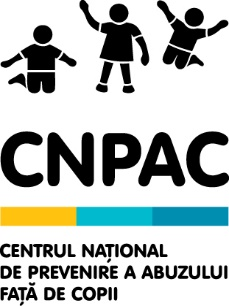 CNPAC
CENTRUL NAȚIONAL
DE PREVENIRE A ABUZULUI
FAȚĂ DE COPII